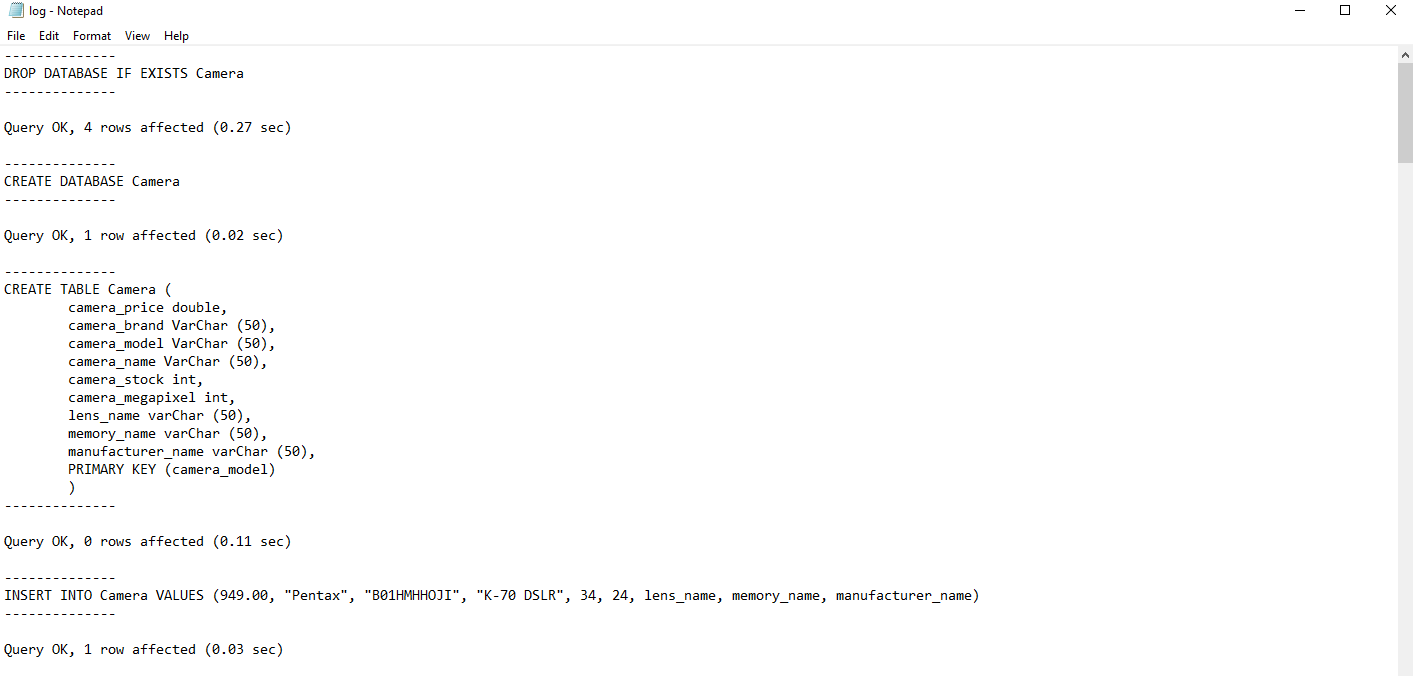 log - Notepad
File Edit Format View Help
--------------
DROP DATABASE IF EXISTS Camera
--------------
Query OK, 4 rows affected (0.27 sec)
--------------
CREATE DATABASE Camera
--------------
Query OK, 1 row affected (0.02 sec)
--------------
CREATE TABLE Camera (
camera_price double,
camera_brand VarChar (50),
camera_model VarChar (50),
camera_name VarChar (50),
camera_stock int,
camera_megapixel int,
lens_name varChar (50),
memory_name varChar (50),
manufacturer_name varChar (50),
PRIMARY KEY (camera_model)
)
--------------
Query OK, 0 rows affected (0.11 sec)
--------------
INSERT INTO Camera VALUES (949.00, "Pentax", "B01HMHHOJI", "K-70 DSLR", 34, 24, lens_name, memory_name, manufacturer_name)
--------------
Query OK, 1 row affected (0.03 sec)